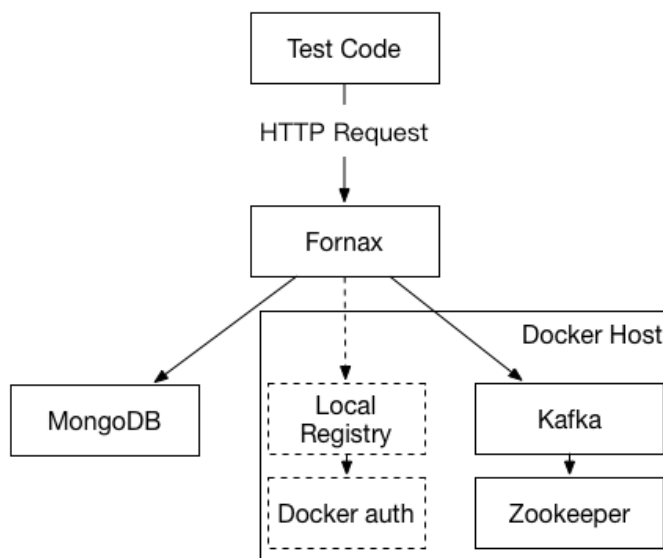 Test Code
HTTP Request
Fornax
Docker Host
MongoDB
Local
Registry
Kafka
Docker auth
Zookeeper